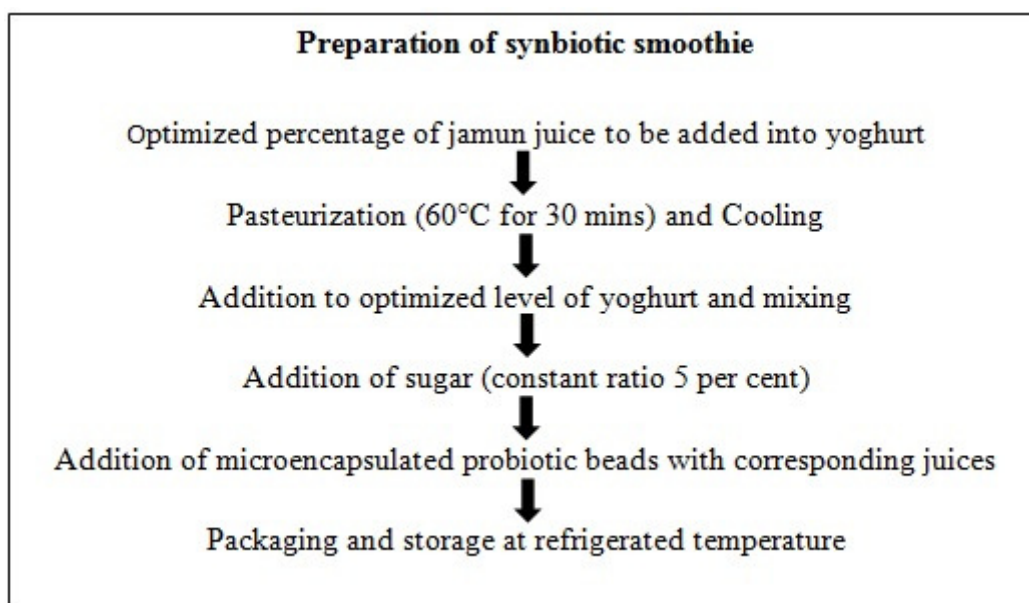 Preparation of synbiotic smoothie
Optimized percentage of jamun juice to be added into yoghurt
Pasteurization (60°C for 30 mins) and Cooling
Addition to optimized level of yoghurt and mixing
Addition of sugar (constant ratio 5 per cent)
Addition of microencapsulated probiotic beads with corresponding juices
Packaging and storage at refrigerated temperature